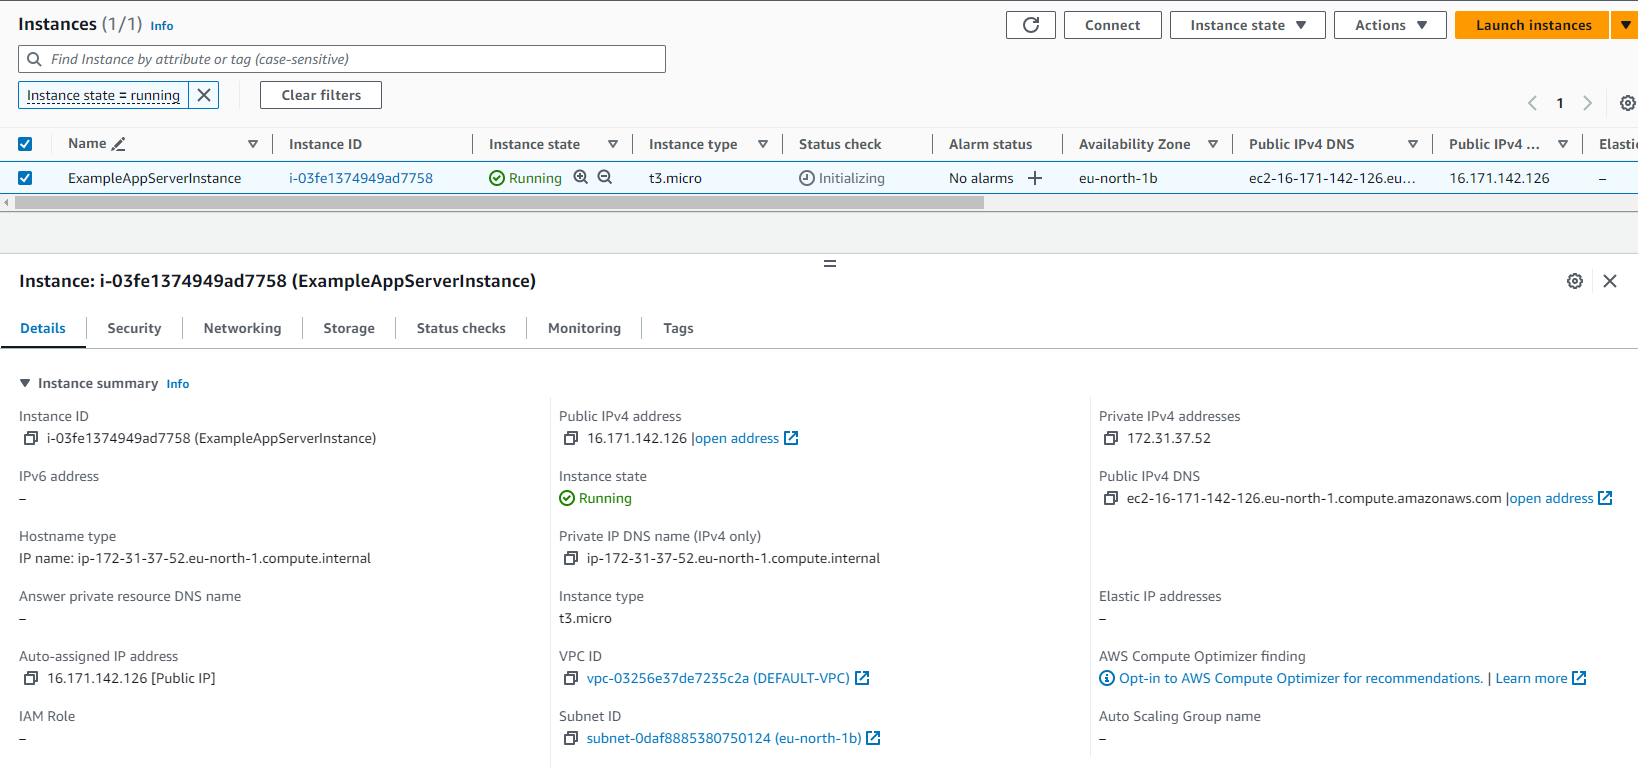 Instances (1/1) Info
Connect
Instance state
Actions
Launch instances
Find Instance by attribute or tag (case-sensitive)
Instance state = running
Clear filters
1
Name Instance ID Instance state Instance type Status check Alarm status Availability Zone Public IPv4 DNS Public IPv4 ... Elastic
ExampleAppServerInstance i-03fe1374949ad7758 Running t3.micro Initializing No alarms eu-north-1b ec2-16-171-142-126.eu... 16.171.142.126 –
Instance: i-03fe1374949ad7758 (ExampleAppServerInstance)
Details Security Networking Storage Status checks Monitoring Tags
Instance summary Info
Instance ID
i-03fe1374949ad7758 (ExampleAppServerInstance)
Public IPv4 address
16.171.142.126 |open address
Private IPv4 addresses
172.31.37.52
IPv6 address
–
Instance state
Running
Public IPv4 DNS
ec2-16-171-142-126.eu-north-1.compute.amazonaws.com |open address
Hostname type
IP name: ip-172-31-37-52.eu-north-1.compute.internal
Private IP DNS name (IPv4 only)
ip-172-31-37-52.eu-north-1.compute.internal
Answer private resource DNS name
–
Instance type
t3.micro
Elastic IP addresses
–
Auto-assigned IP address
16.171.142.126 [Public IP]
VPC ID
vpc-03256e37de7235c2a (DEFAULT-VPC)
AWS Compute Optimizer finding
Opt-in to AWS Compute Optimizer for recommendations. | Learn more
IAM Role
–
Subnet ID
subnet-0daf8885380750124 (eu-north-1b)
Auto Scaling Group name
–